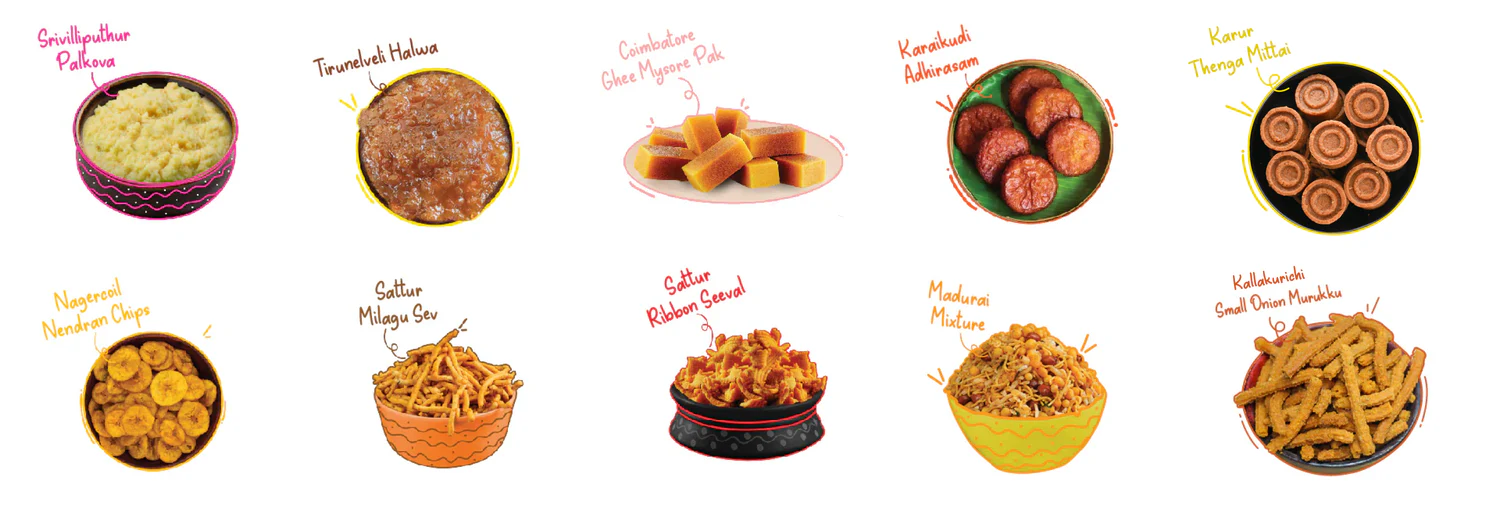 Srivilliputhur
Palkova
Tirunelveli Halwa
Coimbatore
Ghee Mysore Pak
Karaikudi
Adhirasam
Karur
Thenga Mittai
Nagercoil
Nendran Chips
Sattur
Milagu Sev
Sattur
Ribbon Seeval
Madurai
Mixture
Kallakurichi
Small Onion Murukku